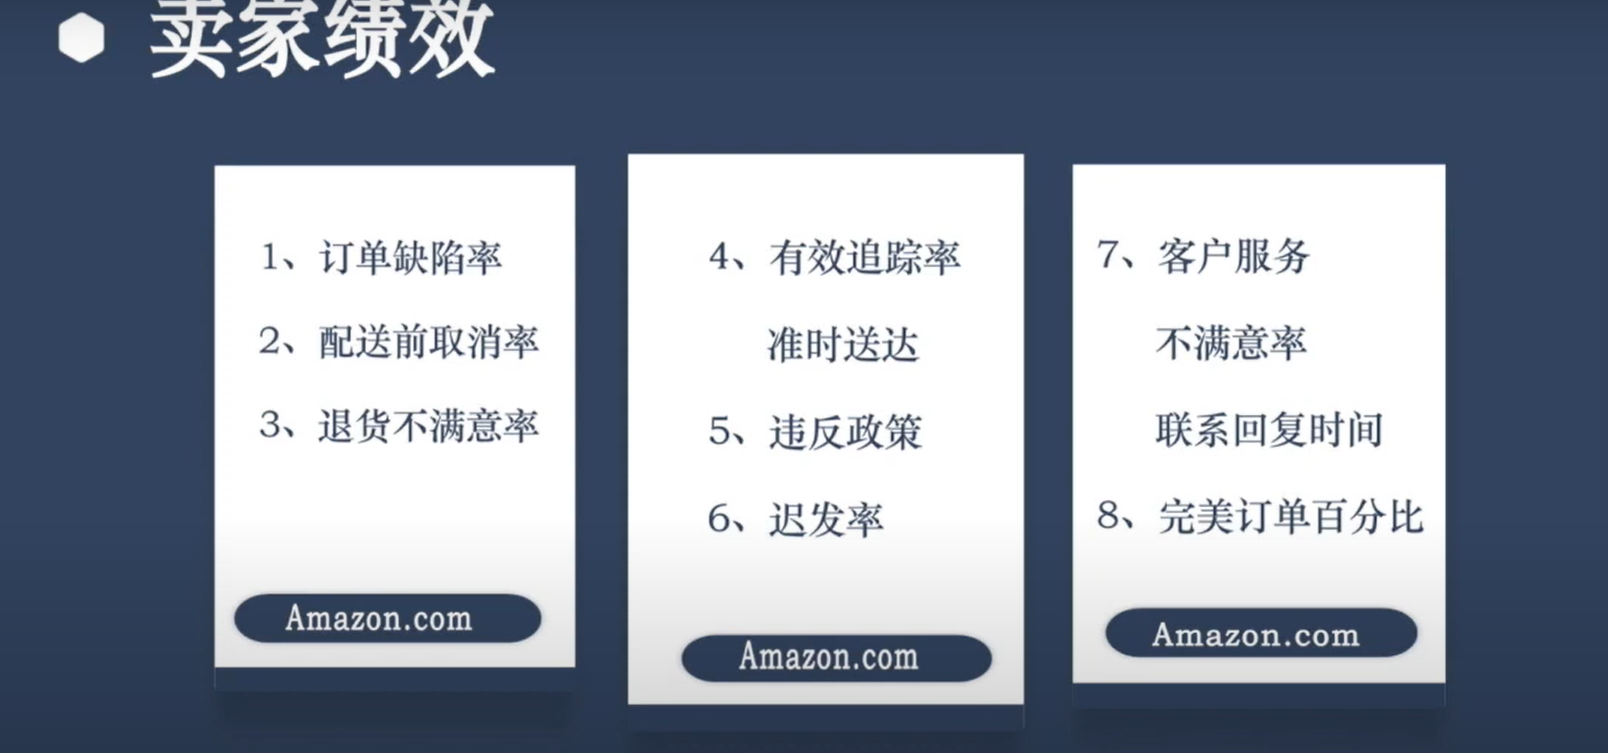 卖家绩效
1、订单缺陷率
2、配送前取消率
3、退货不满意率
Amazon.com
4、有效追踪率
准时送达
5、违反政策
6、迟发率
Amazon.com
7、客户服务
不满意率
联系回复时间
8、完美订单百分比
Amazon.com